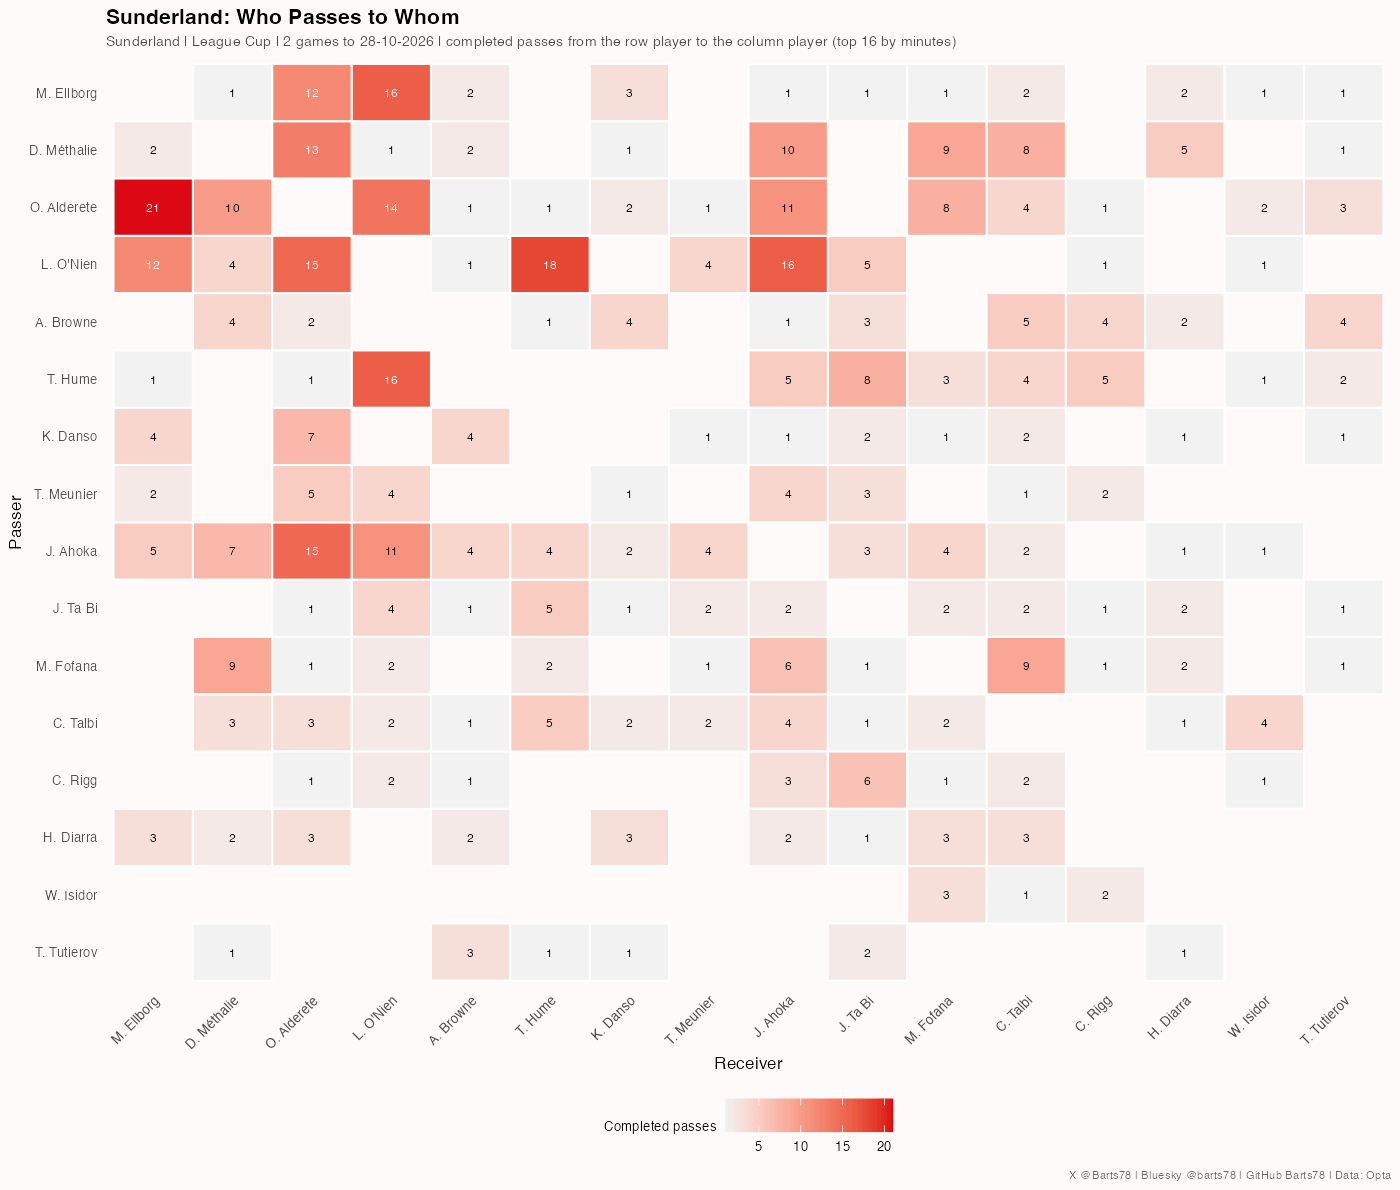 Sunderland: Who Passes to Whom
Sunderland | League Cup | 2 games to 28-10-2026 | completed passes from the row player to the column player (top 16 by minutes)
M. Ellborg 1 12 16 2 3 1 1 1 2 2 1 1
D. Méthalie 2 13 1 2 1 10 9 8 5 1
O. Alderete 21 10 14 1 1 2 1 11 8 4 1 2 3
L. O'Nien 12 4 15 1 18 4 16 5 1 1
A. Browne 4 2 1 4 1 3 5 4 2 4
T. Hume 1 1 16 5 8 3 4 5 1 2
K. Danso 4 7 4 1 1 2 1 2 1 1
T. Meunier 2 5 4 1 4 3 1 2
J. Ahoka 5 7 15 11 4 4 2 4 3 4 2 1 1
J. Ta Bi 1 4 1 5 1 2 2 2 2 1 2 1
M. Fofana 9 1 2 2 1 6 1 9 1 2 1
C. Talbi 3 3 2 1 5 2 2 4 1 2 1 4
C. Rigg 1 2 1 3 6 1 2 1
H. Diarra 3 2 3 2 3 2 1 3 3
W. Isidor 3 1 2
T. Tutierov 1 3 1 1 2 1
Passer
M. Ellborg D. Méthalie O. Alderete L. O'Nien A. Browne T. Hume K. Danso T. Meunier J. Ahoka J. Ta Bi M. Fofana C. Talbi C. Rigg H. Diarra W. Isidor T. Tutierov
Receiver
Completed passes
5 10 15 20
X @Barts78 | Bluesky @barts78 | GitHub Barts78 | Data: Opta